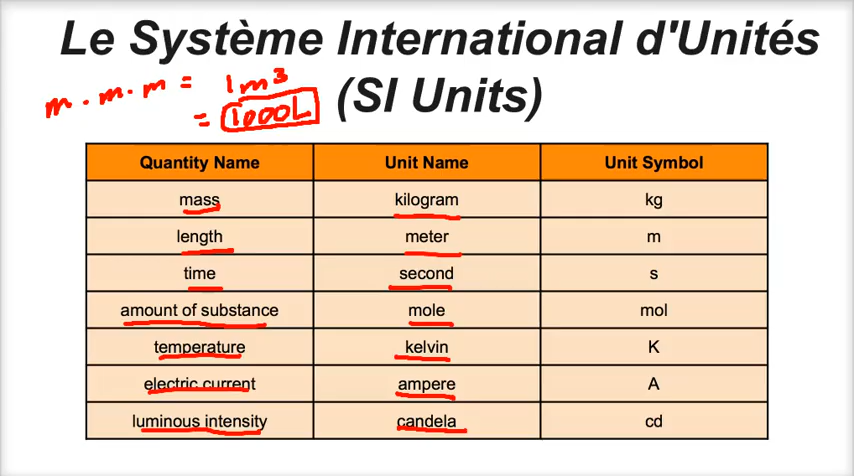 Le Système International d'Unités
(SI Units)
m · m · m = 1m³
= 1000L
Quantity Name Unit Name Unit Symbol
mass kilogram kg
length meter m
time second s
amount of substance mole mol
temperature kelvin K
electric current ampere A
luminous intensity candela cd